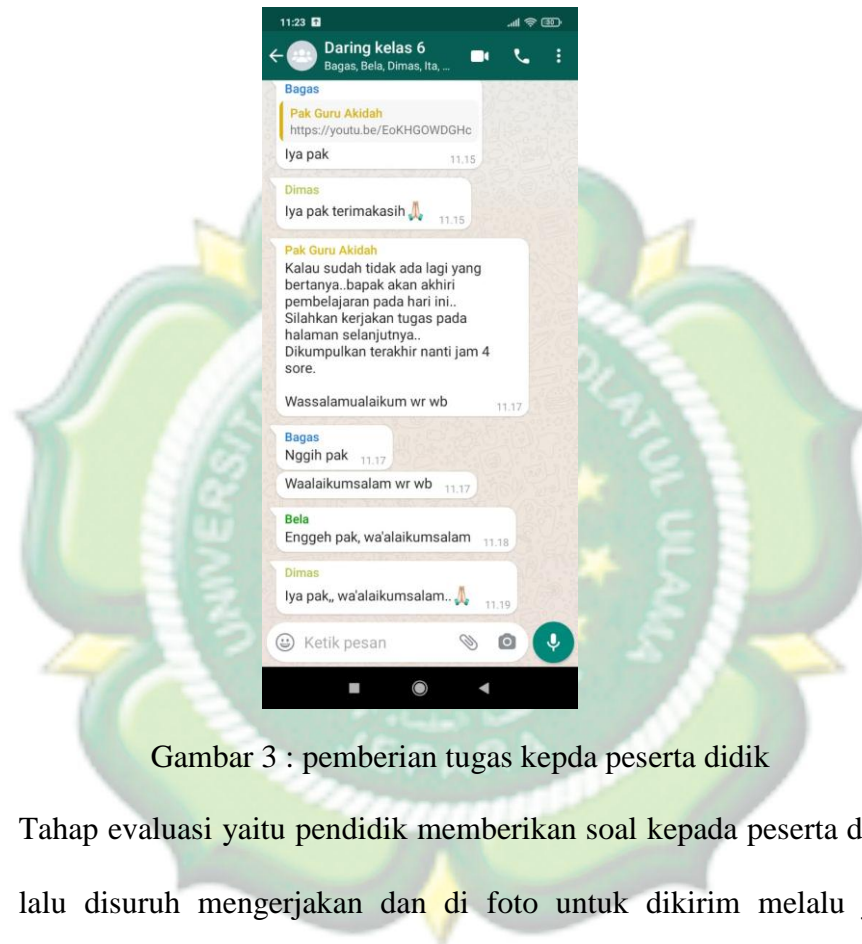 11:23
30
Daring kelas 6
Bagas, Bela, Dimas, Ita, ...
Bagas
Pak Guru Akidah
https://youtu.be/EoKHGOWDGHc
Iya pak
11.15
Dimas
Iya pak terimakasih🙏 11.15
Pak Guru Akidah
Kalau sudah tidak ada lagi yang
bertanya..bapak akan akhiri
pembelajaran pada hari ini..
Silahkan kerjakan tugas pada
halaman selanjutnya..
Dikumpulkan terakhir nanti jam 4
sore.
Wassalamualaikum wr wb 11.17
Bagas
Nggih pak 11.17
Waalaikumsalam wr wb 11.17
Bela
Enggeh pak, wa'alaikumsalam 11.18
Dimas
Iya pak,, wa'alaikumsalam..🙏 11.19
Ketik pesan
Gambar 3 : pemberian tugas kepda peserta didik
Tahap evaluasi yaitu pendidik memberikan soal kepada peserta
lalu disuruh mengerjakan dan di foto untuk dikirim melalu